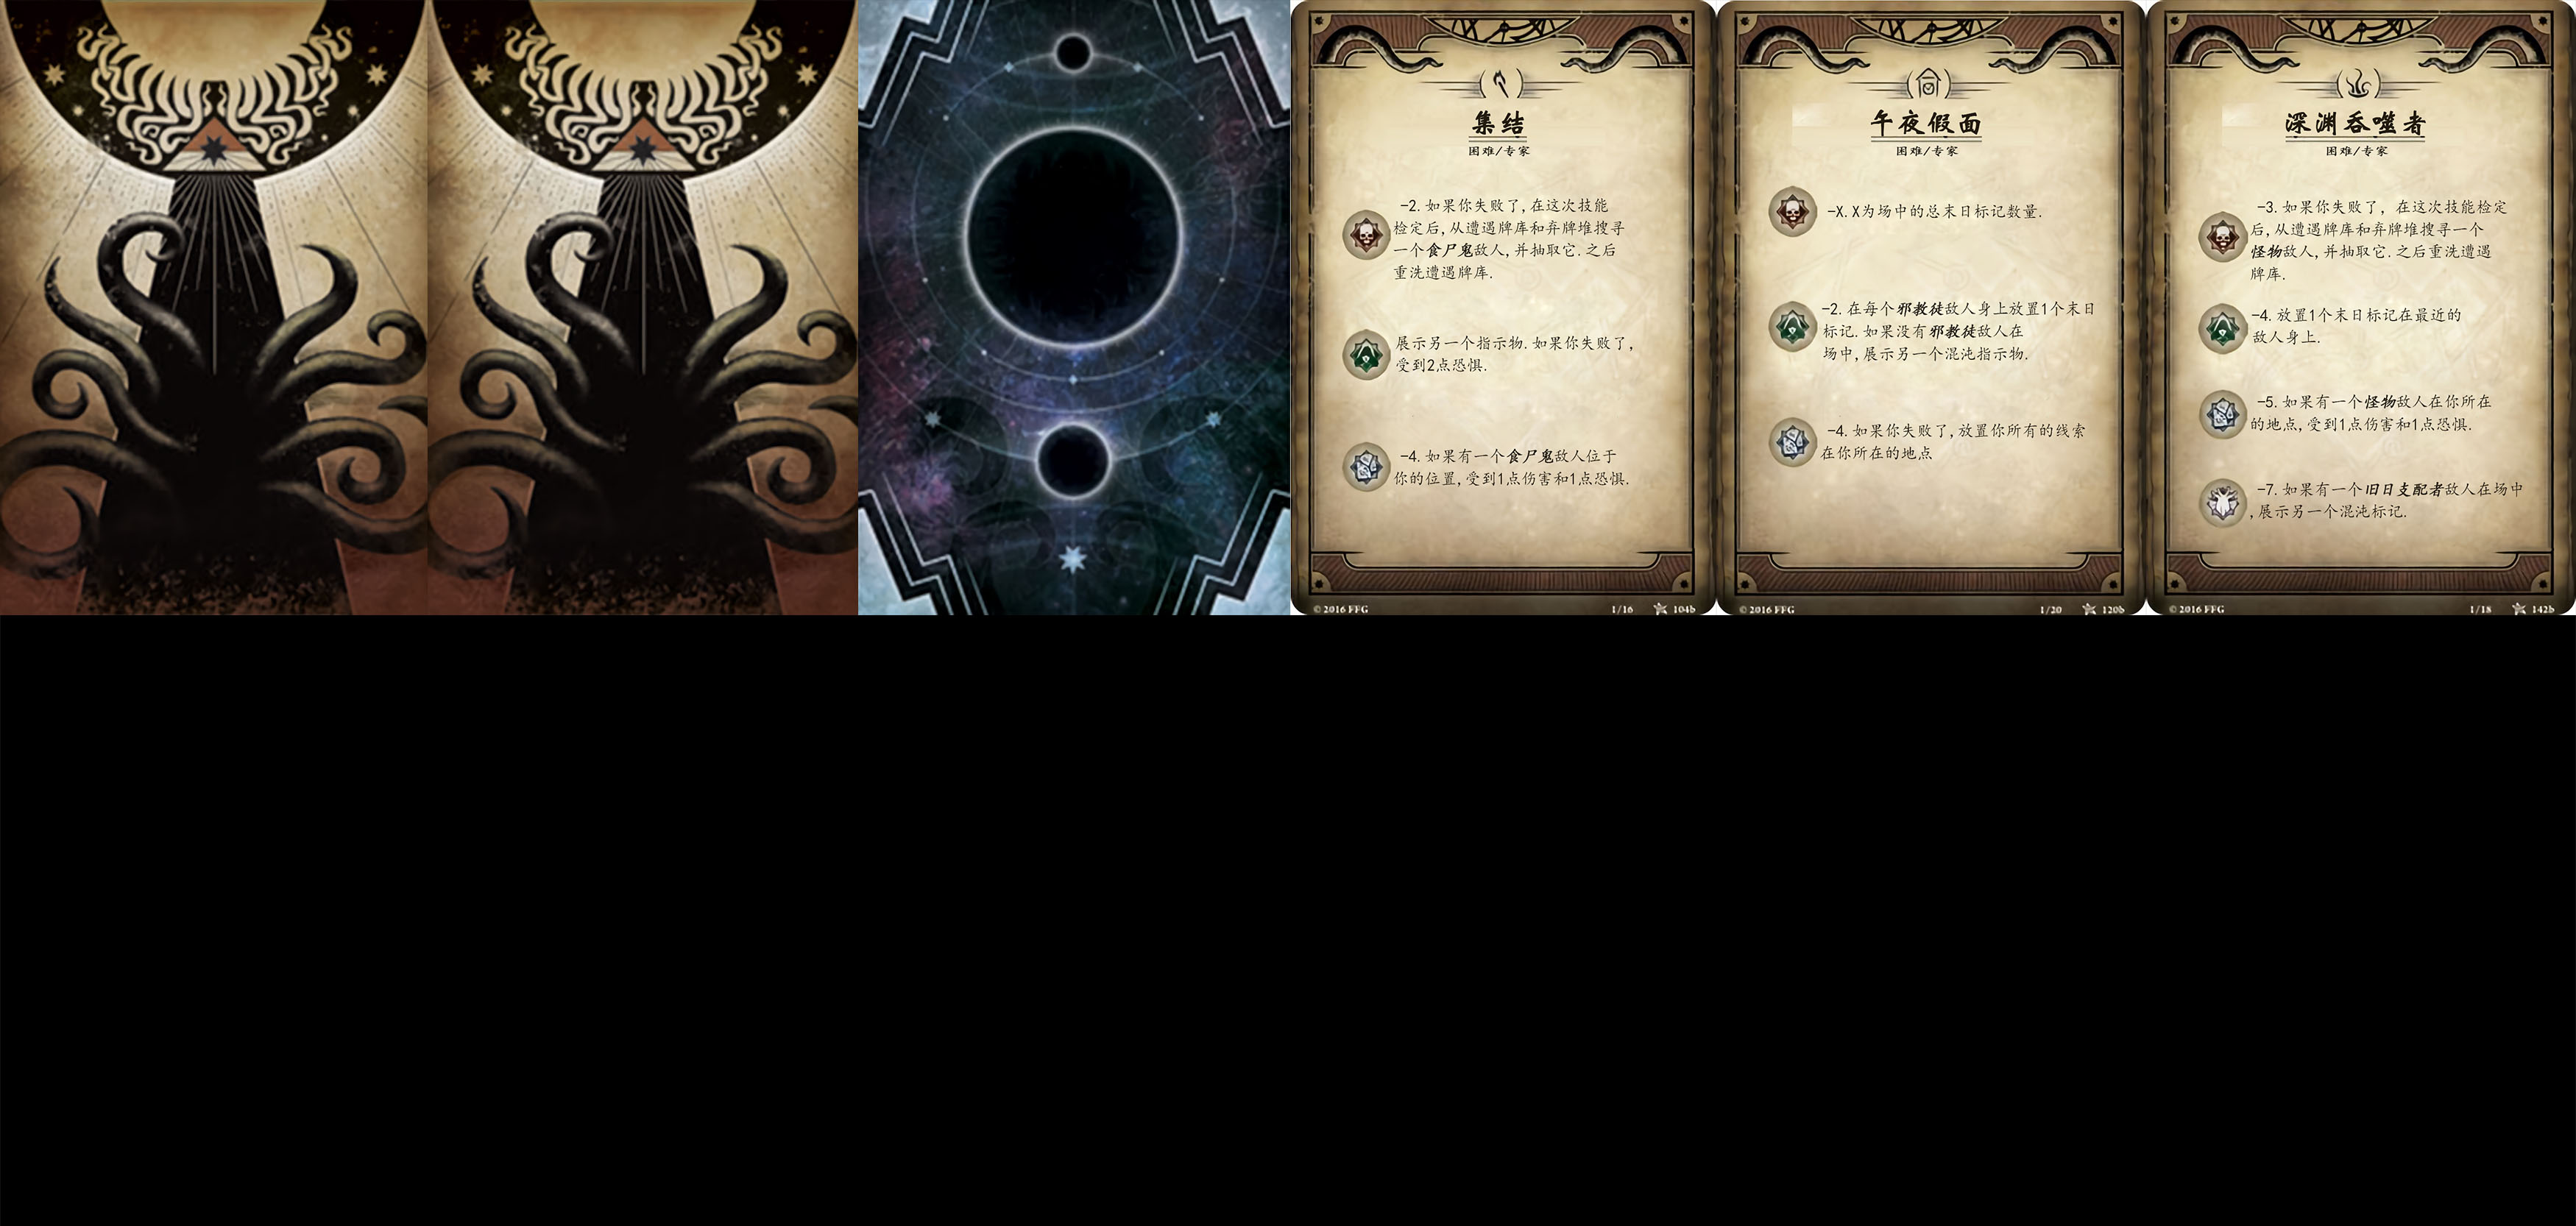 集结
困难/专家
-2. 如果你失败了,在这次技能
检定后,从遭遇牌库和弃牌堆搜寻
一个食尸鬼敌人,并抽取它.之后
重洗遭遇牌库.
展示另一个指示物. 如果你失败了,
受到2点恐惧.
-4. 如果有一个食尸鬼敌人位于
你的位置,受到1点伤害和1点恐惧.
© 2016 FFG
1/16
104b
午夜假面
困难/专家
-X.X为场中的总末日标记数量.
-2. 在每个邪教徒敌人身上放置1个末日
标记. 如果没有邪教徒敌人在
场中,展示另一个混沌指示物.
-4. 如果你失败了,放置你所有的线索
在你所在的地点
© 2016 FFG
1/20
120b
深渊吞噬者
困难/专家
-3. 如果你失败了, 在这次技能检定
后,从遭遇牌库和弃牌堆搜寻一个
怪物敌人,并抽取它.之后重洗遭遇
牌库.
-4. 放置1个末日标记在最近的
敌人身上.
-5. 如果有一个怪物敌人在你所在
的地点,受到1点伤害和1点恐惧.
-7. 如果有一个旧日支配者敌人在场中
,展示另一个混沌标记.
© 2016 FFG
1/18
142b